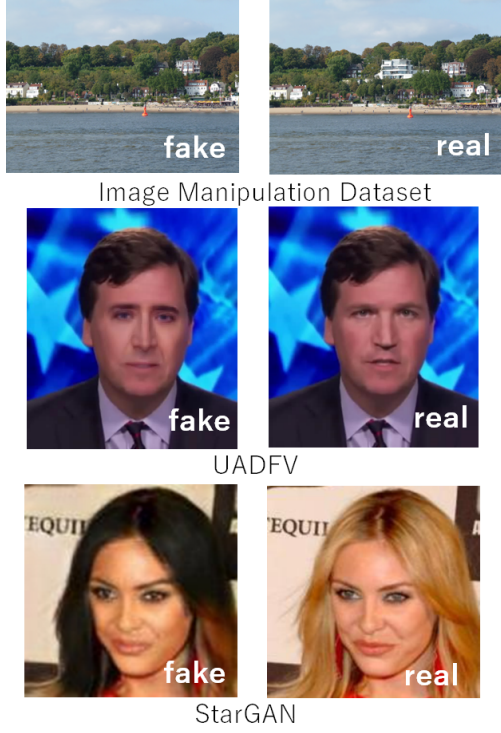 fake
real
Image Manipulation Dataset
fake
real
UADFV
EQUI
EQUI
fake
real
StarGAN